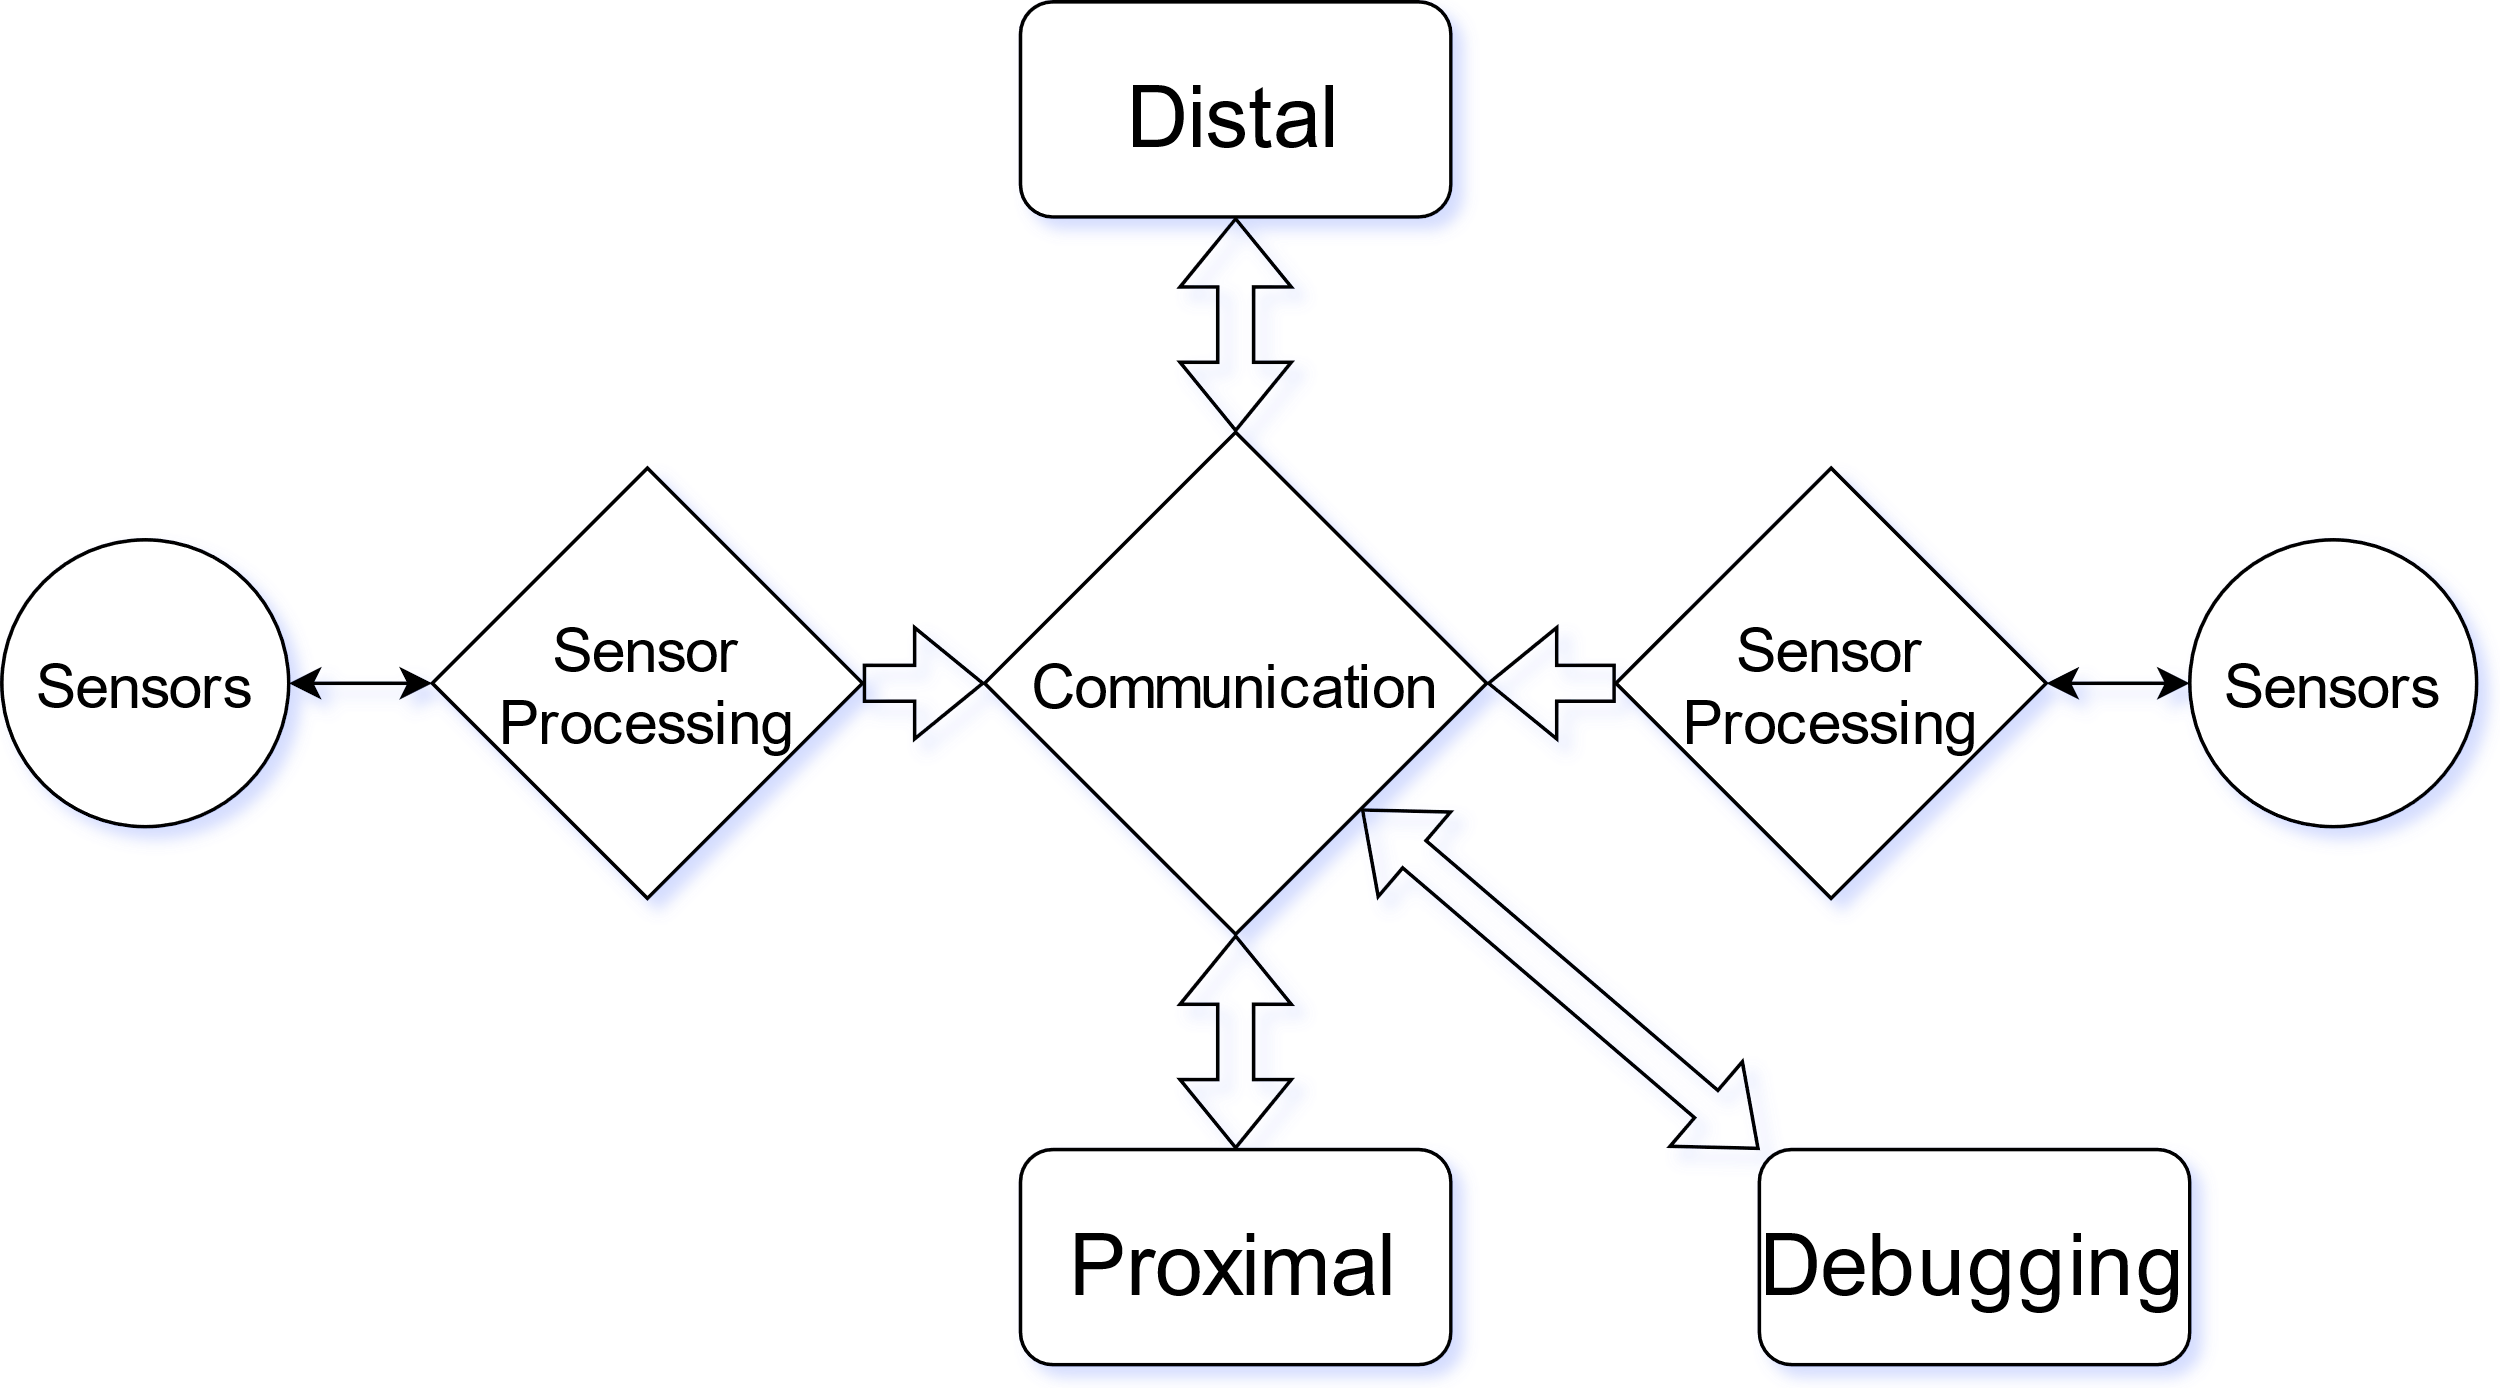 Distal
Sensors
Sensor
Processing
Communication
Sensor
Processing
Sensors
Proximal
Debugging